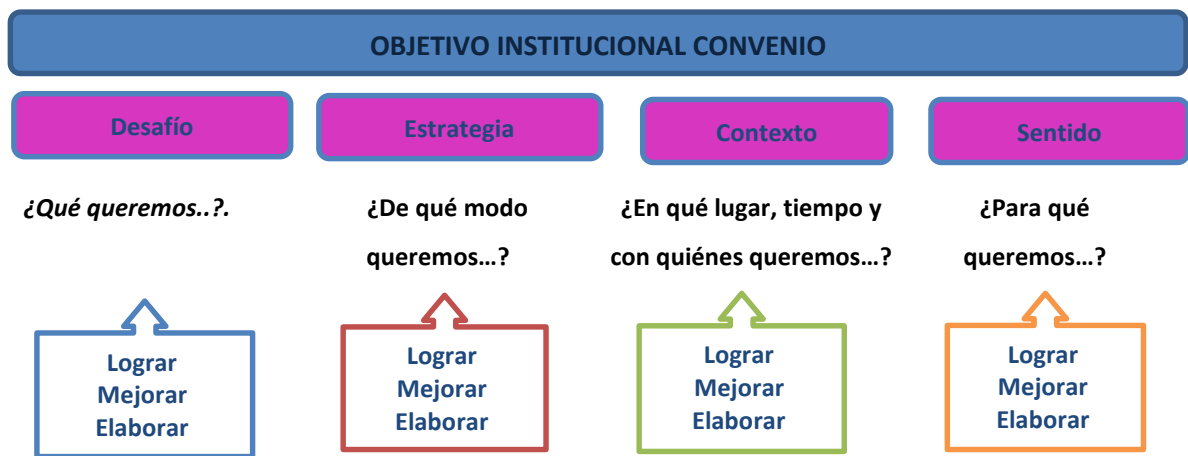 OBJETIVO INSTITUCIONAL CONVENIO
Desafío
Estrategia
Contexto
Sentido
¿Qué queremos..?.
¿De qué modo
queremos…?
¿En qué lugar, tiempo y
con quiénes queremos…?
¿Para qué
queremos…?
Lograr
Mejorar
Elaborar
Lograr
Mejorar
Elaborar
Lograr
Mejorar
Elaborar
Lograr
Mejorar
Elaborar